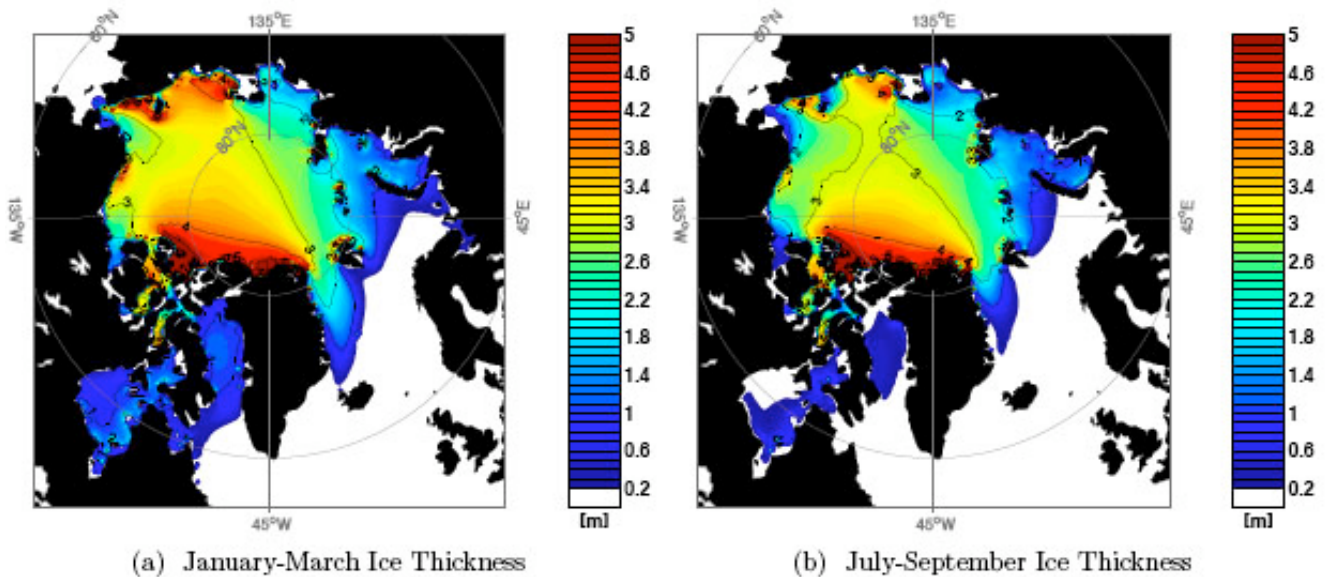 135°E
60°N
80°N
135°W
45°E
45°W
5
4.6
4.2
3.8
3.4
3
2.6
2.2
1.8
1.4
1
0.6
0.2
[m]
(a) January-March Ice Thickness
135°E
60°N
80°N
135°W
45°E
45°W
5
4.6
4.2
3.8
3.4
3
2.6
2.2
1.8
1.4
1
0.6
0.2
[m]
(b) July-September Ice Thickness